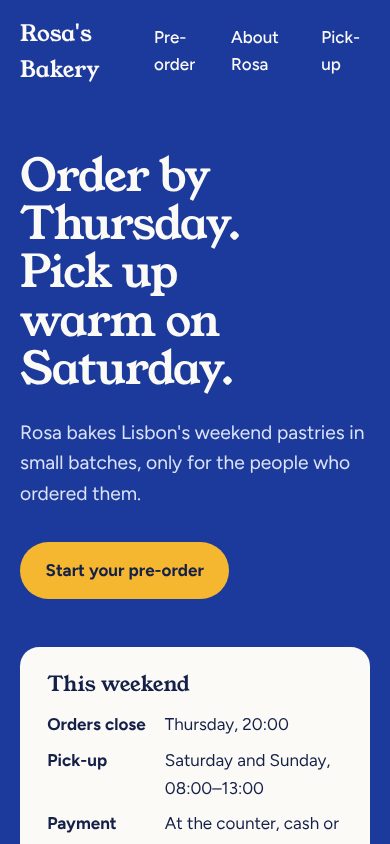 Rosa's
Bakery
Pre-
order
About
Rosa
Pick-
up
Order by
Thursday.
Pick up
warm on
Saturday.
Rosa bakes Lisbon's weekend pastries in
small batches, only for the people who
ordered them.
Start your pre-order
This weekend
Orders close Thursday, 20:00
Pick-up Saturday and Sunday,
08:00–13:00
Payment At the counter, cash or